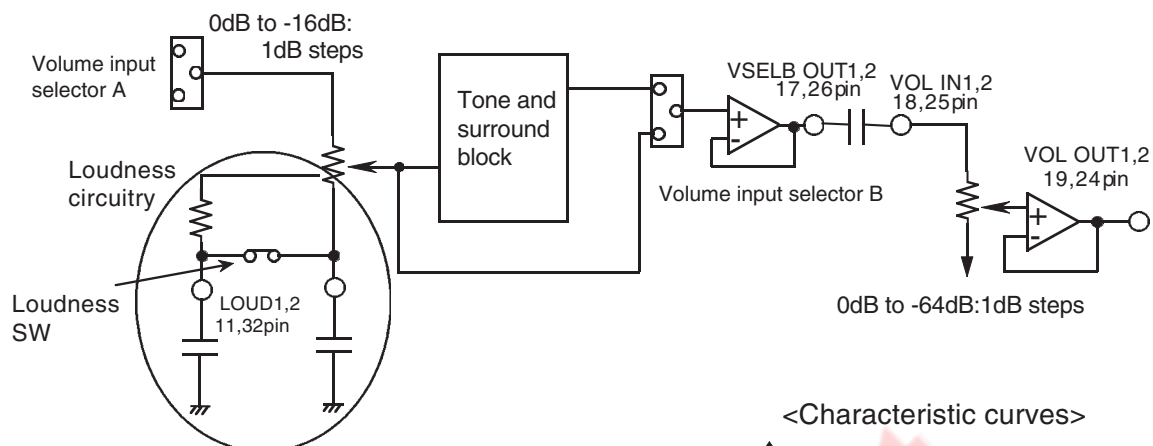 0dB to -16dB:
1dB steps
Volume input
selector A
Tone and
surround
block
VSELB OUT1,2
17,26pin
VOL IN1,2
18,25pin
+
-
Volume input selector B
VOL OUT1,2
19,24pin
+
-
Loudness
circuitry
Loudness
SW
LOUD1,2
11,32pin
0dB to -64dB:1dB steps
<Characteristic curves>